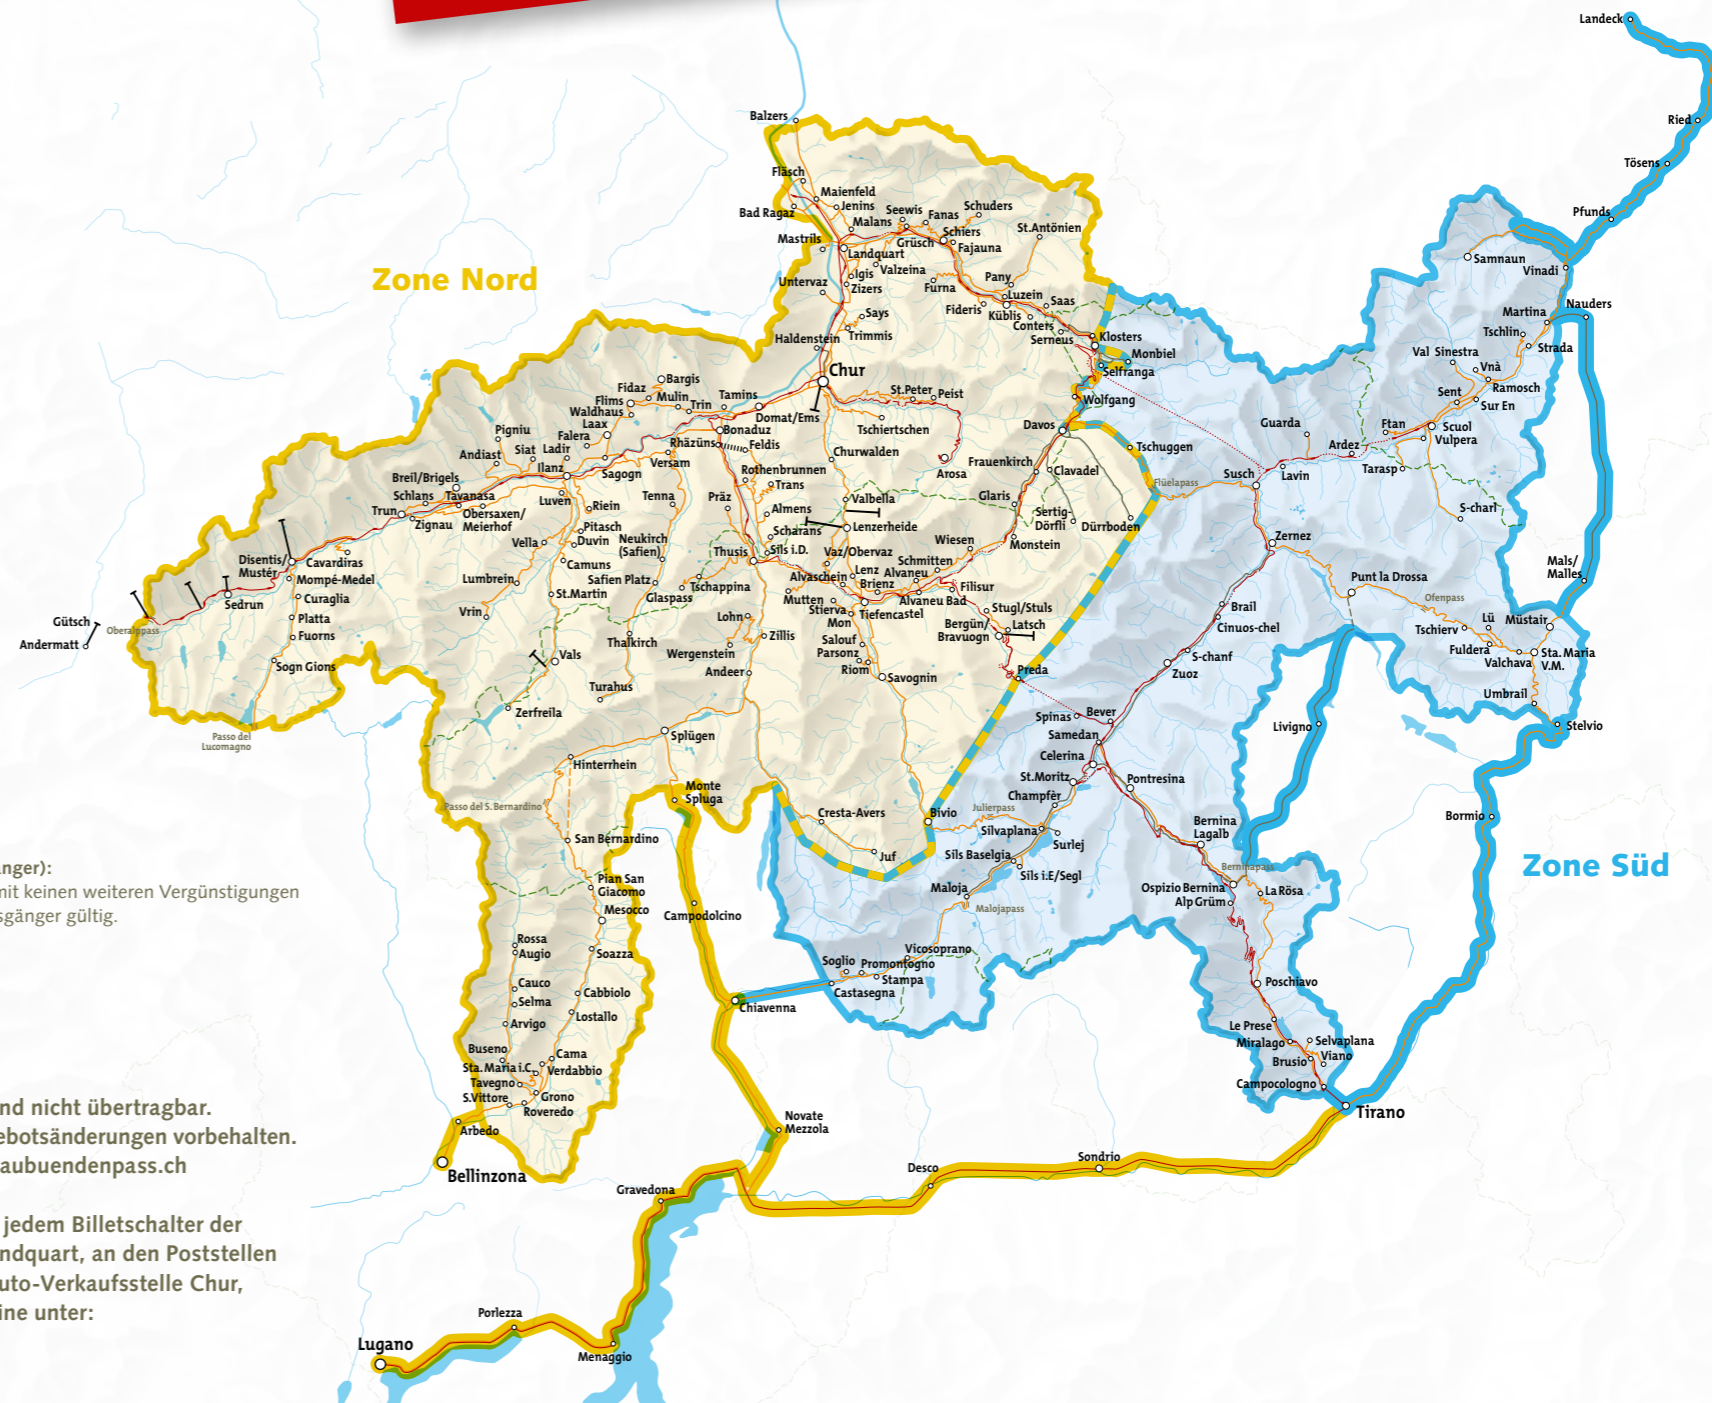 Landeck
Ried
Tösens
Pfunds
Balzers
Fläsch
Maienfeld
Jenins
Bad Ragaz
Malans
Seewis
Fanas
Schuders
Mastrils
Grüsch
Schiers
Fajauna
St.Antönien
Landquart
Igis
Valzeina
Zizers
Untervaz
Furna
Pany
Luzein
Saas
Fideris
Küblis
Conters
Serneus
Says
Trimmis
Haldenstein
Klosters
Monbiel
Selfranga
Wolfgang
Zone Nord
Samnaun
Vinadi
Nauders
Martina
Tschlin
Strada
Val Sinestra
Vnà
Ramosch
Sent
Sur En
Scuol
Vulpera
Ftan
Guarda
Ardez
Tarasp
Lavin
Susch
S-charl
Chur
Bargis
Fidaz
Flims
Mulin
Trin
Tamins
Waldhaus
Laax
Falera
Domat/Ems
Bonaduz
St.Peter
Peist
Tschiertschen
Davos
Tschuggen
Pigniu
Andiast
Siat
Ladir
Ilanz
Rhäzüns
Feldis
Versam
Sagogn
Churwalden
Arosa
Frauenkirch
Clavadel
Flüelapass
Breil/Brigels
Schlans
Tavanasa
Trun
Zignau
Obersaxen/
Meierhof
Luven
Riein
Rothenbrunnen
Trans
Tenna
Präz
Almens
Scharans
Valbella
Lenzerheide
Glaris
Sertig-
Dörfli
Dürrboden
Monstein
Vella
Pitasch
Duvin
Neukirch
(Safien)
Thusis
Sils i.D.
Vaz/Obervaz
Wiesen
Schmitten
Zernez
Disentis/
Mustér
Cavardiras
Mompé-Medel
Sedrun
Curaglia
Platta
Fuorns
Sogn Gions
Lumbrein
Camuns
Safien Platz
St.Martin
Glaspass
Tschappina
Lenz
Alvaneu
Alvaschein
Brienz
Filisur
Alvaneu Bad
Mutten
Stierva
Mon
Tiefencastel
Stugl/Stuls
Latsch
Bergün/
Bravuogn
Mals/
Malles
Punt la Drossa
Ofenpass
Brail
Cinuos-chel
Tschierv
Lü
Müstair
Fuldera
Valchava
Sta. Maria
V.M.
Umbrail
Stelvio
Gütsch
Andermatt
Oberalppass
Vrin
Lohn
Zillis
Wergenstein
Thalkirch
Andeer
Salouf
Parsonz
Riom
Savognin
Preda
S-chanf
Zuoz
Vals
Turahus
Zerfreila
Passo del
Lucomagno
Splügen
Spinas
Bever
Samedan
Celerina
St.Moritz
Pontresina
Champfèr
Livigno
Hinterrhein
Passo del S. Bernardino
Monte
Spluga
Cresta-Avers
Juf
Bivio
Julierpass
Silvaplana
Surlej
Sils Baselgia
Sils i.E/Segl
Bernina
Lagalb
Berninapass
Bormio
Zone Süd
San Bernardino
Pian San
Giacomo
Mesocco
Campodolcino
Maloja
Malojapass
Ospizio Bernina
Alp Grüm
La Rösa
nger):
mit keinen weiteren Vergünstigungen
sgänger gültig.
Rossa
Augio
Soazza
Cauco
Selma
Cabbiolo
Lostallo
Arvigo
Chiavenna
Soglio
Promontogno
Stampa
Castasegna
Vicosoprano
Poschiavo
Le Prese
Miralago
Selvaplana
Viano
Brusio
Campocologno
Tirano
Buseno
Cama
Verdabbio
Sta. Maria i.C.
Tavegno
S.Vittore
Grono
Roveredo
Arbedo
Bellinzona
Novate
Mezzola
Gravedona
Desco
Sondrio
nd nicht übertragbar.
ebotsänderungen vorbehalten.
aubuendenpass.ch
jedem Billetschalter der
ndquart, an den Poststellen
uto-Verkaufsstelle Chur,
ine unter:
Porlezza
Lugano
Menaggio